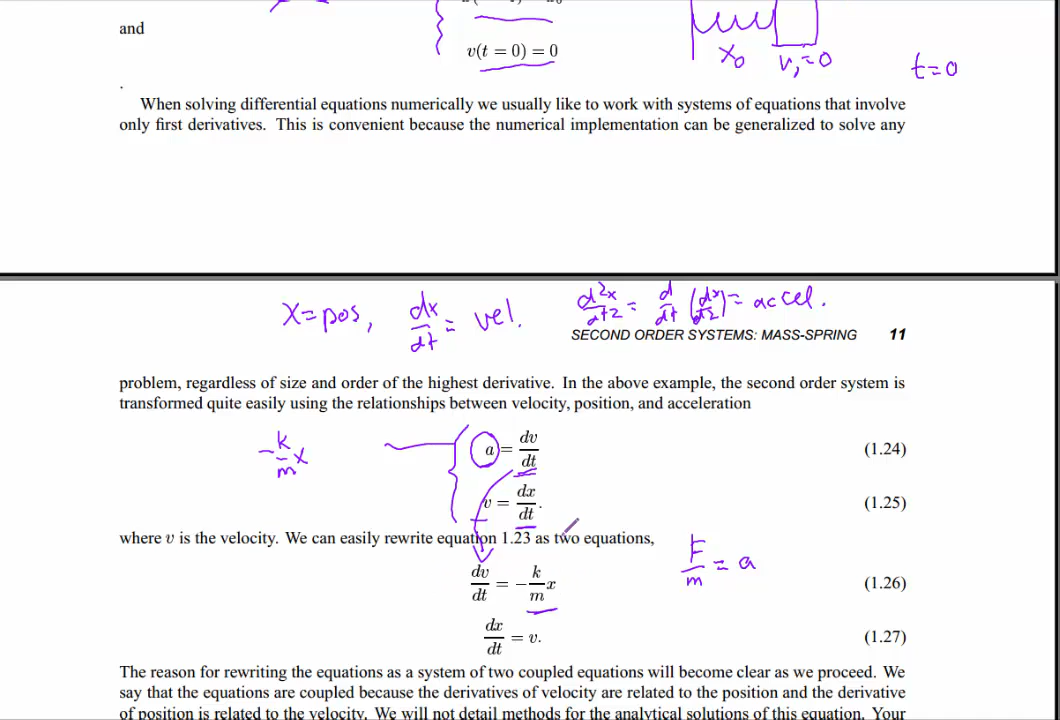 and
v(t = 0) = 0
x₀ v, = 0 t=0
.
When solving differential equations numerically we usually like to work with systems of equations that involve
only first derivatives. This is convenient because the numerical implementation can be generalized to solve any
x = pos, dx/dt = vel. d²x/dt2 = d/dt (dx/d2) = accel.
SECOND ORDER SYSTEMS: MASS-SPRING 11
problem, regardless of size and order of the highest derivative. In the above example, the second order system is
transformed quite easily using the relationships between velocity, position, and acceleration
-k/m x a = dv/dt (1.24)
v = dx/dt. (1.25)
where v is the velocity. We can easily rewrite equation 1.23 as two equations,
F/m = a
dv/dt = -k/m x (1.26)
dx/dt = v. (1.27)
The reason for rewriting the equations as a system of two coupled equations will become clear as we proceed. We
say that the equations are coupled because the derivatives of velocity are related to the position and the derivative
of position is related to the velocity. We will not detail methods for the analytical solutions of this equation. Your